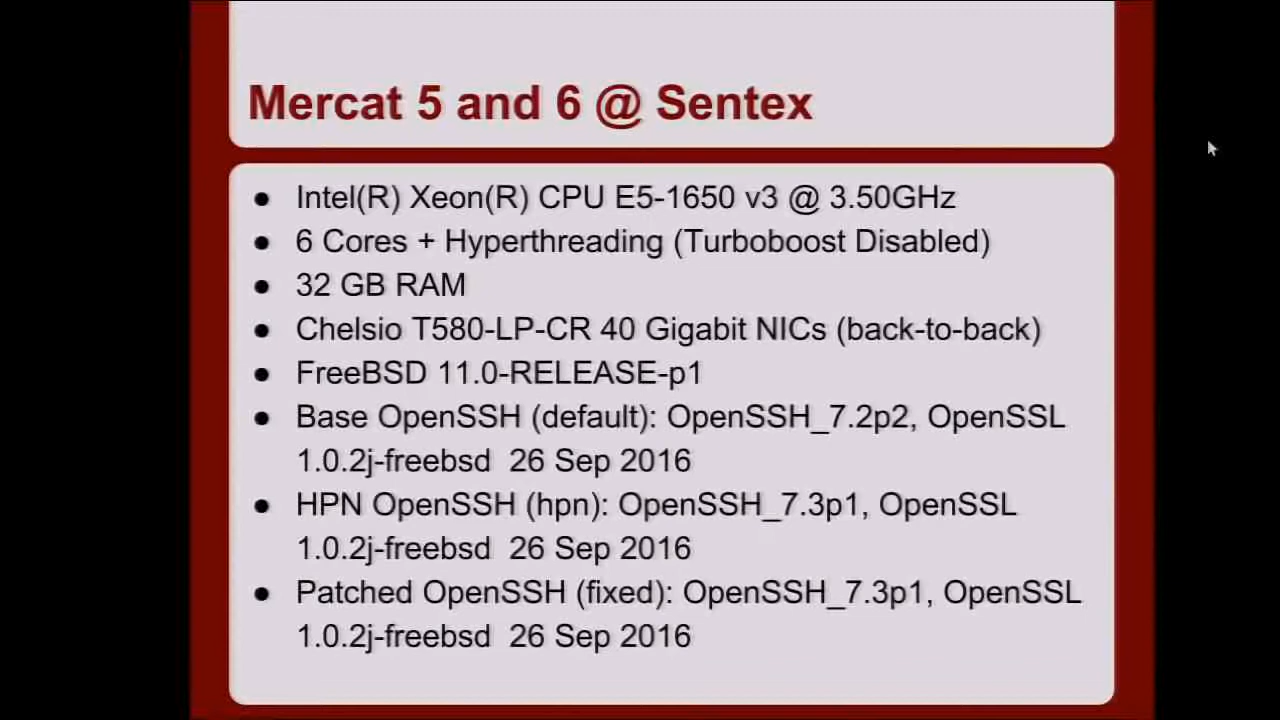 Mercat 5 and 6 @ Sentex
● Intel(R) Xeon(R) CPU E5-1650 v3 @ 3.50GHz
● 6 Cores + Hyperthreading (Turboboost Disabled)
● 32 GB RAM
● Chelsio T580-LP-CR 40 Gigabit NICs (back-to-back)
● FreeBSD 11.0-RELEASE-p1
● Base OpenSSH (default): OpenSSH_7.2p2, OpenSSL
1.0.2j-freebsd  26 Sep 2016
● HPN OpenSSH (hpn): OpenSSH_7.3p1, OpenSSL
1.0.2j-freebsd  26 Sep 2016
● Patched OpenSSH (fixed): OpenSSH_7.3p1, OpenSSL
1.0.2j-freebsd  26 Sep 2016